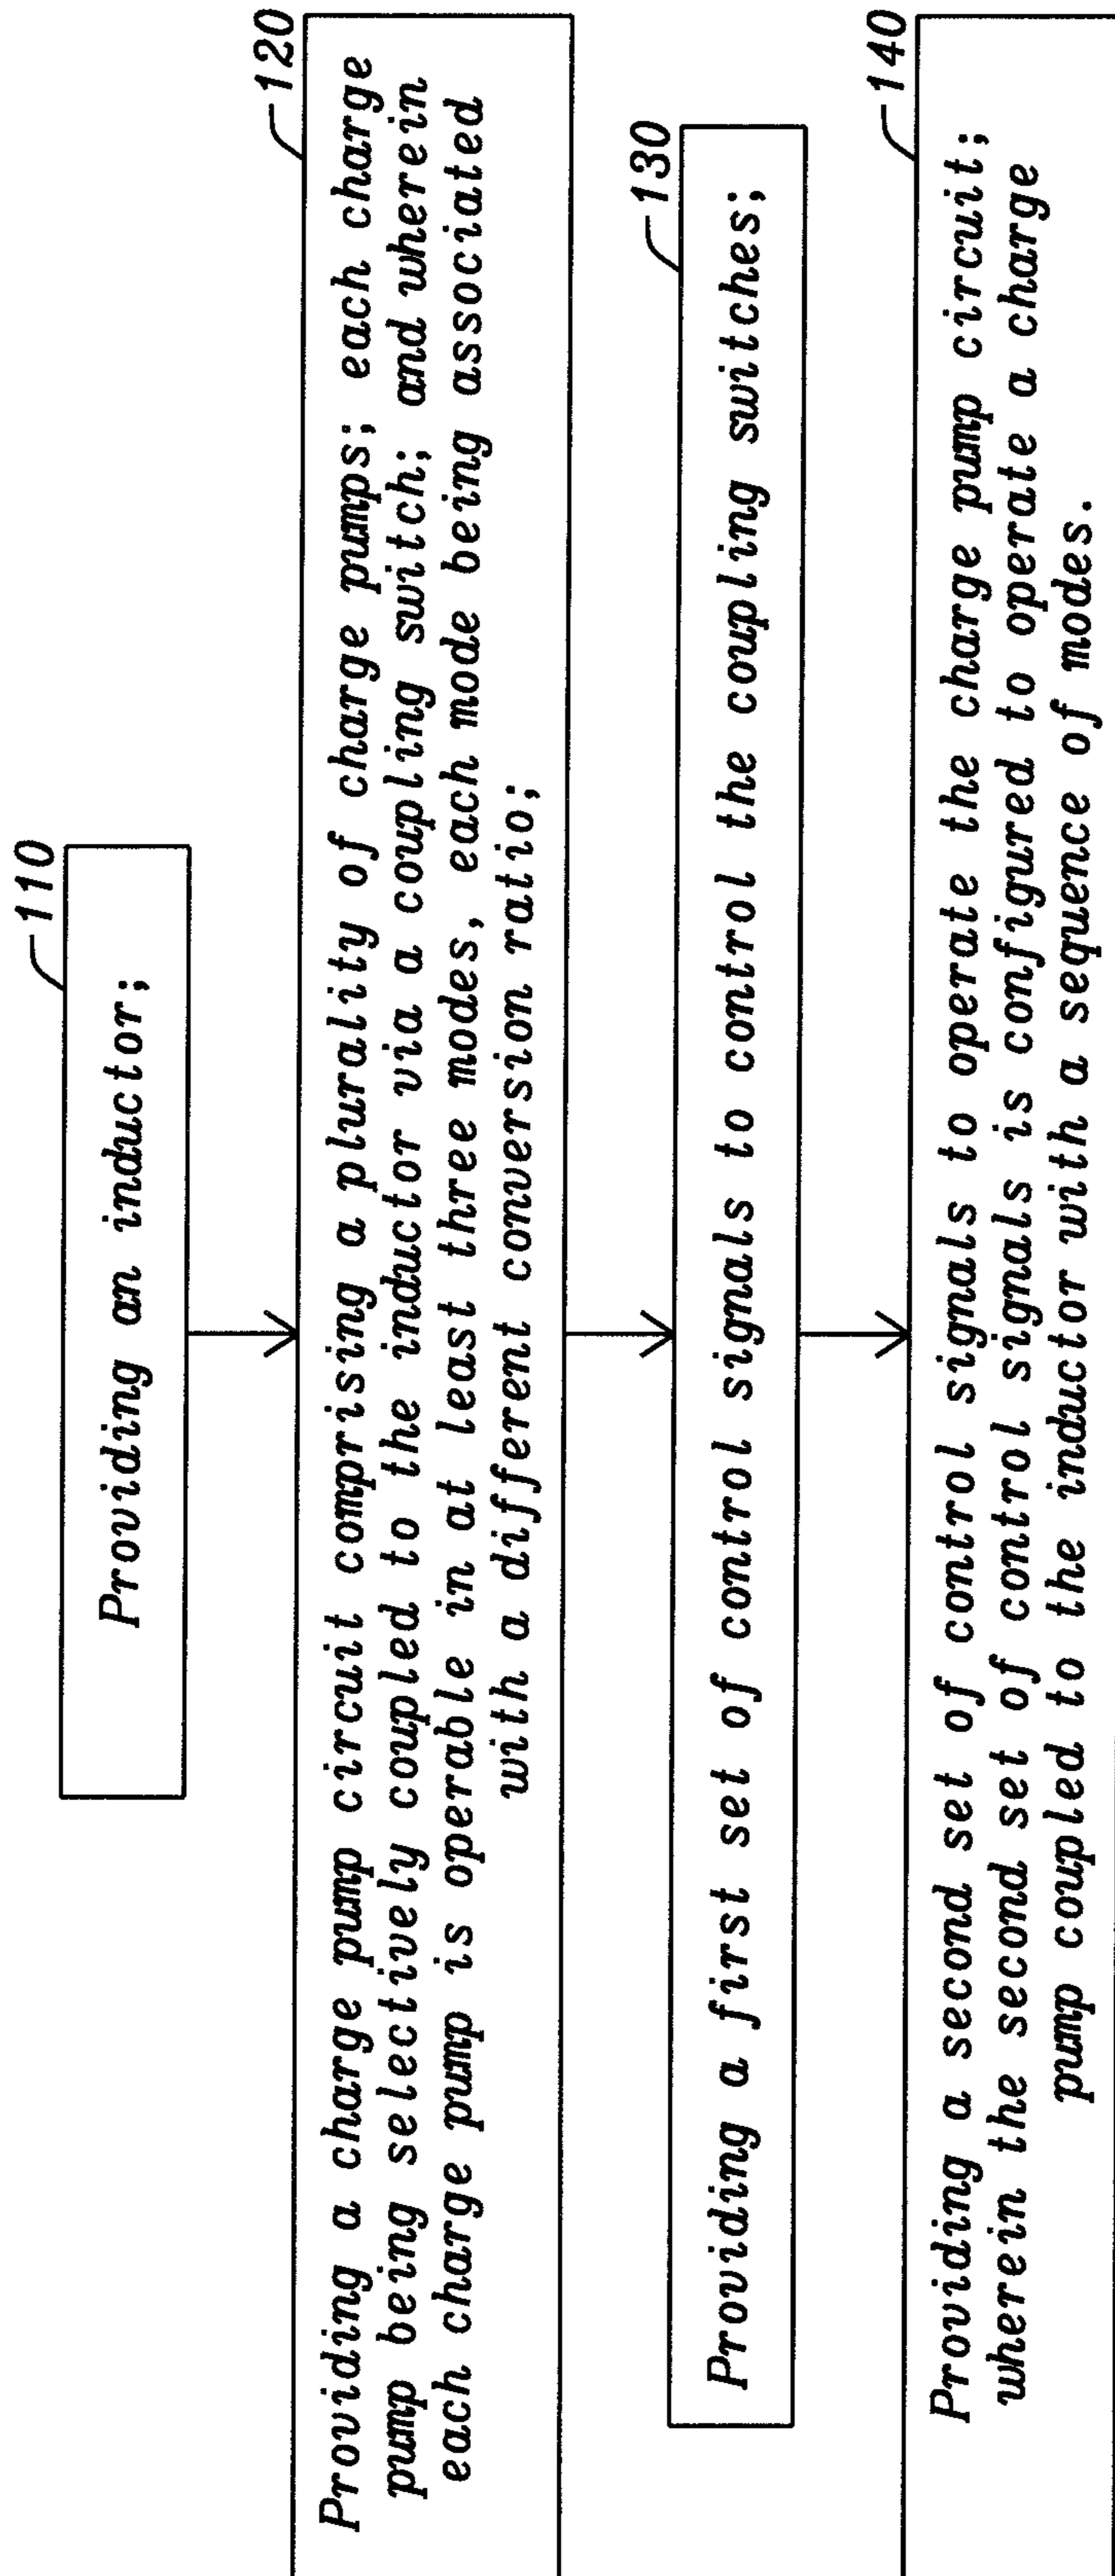 110
Providing an inductor;
120
Providing a charge pump circuit comprising a plurality of charge pumps; each charge
pump being selectively coupled to the inductor via a coupling switch; and wherein
each charge pump is operable in at least three modes, each mode being associated
with a different conversion ratio;
130
Providing a first set of control signals to control the coupling switches;
140
Providing a second set of control signals to operate the charge pump circuit;
wherein the second set of control signals is configured to operate a charge
pump coupled to the inductor with a sequence of modes.